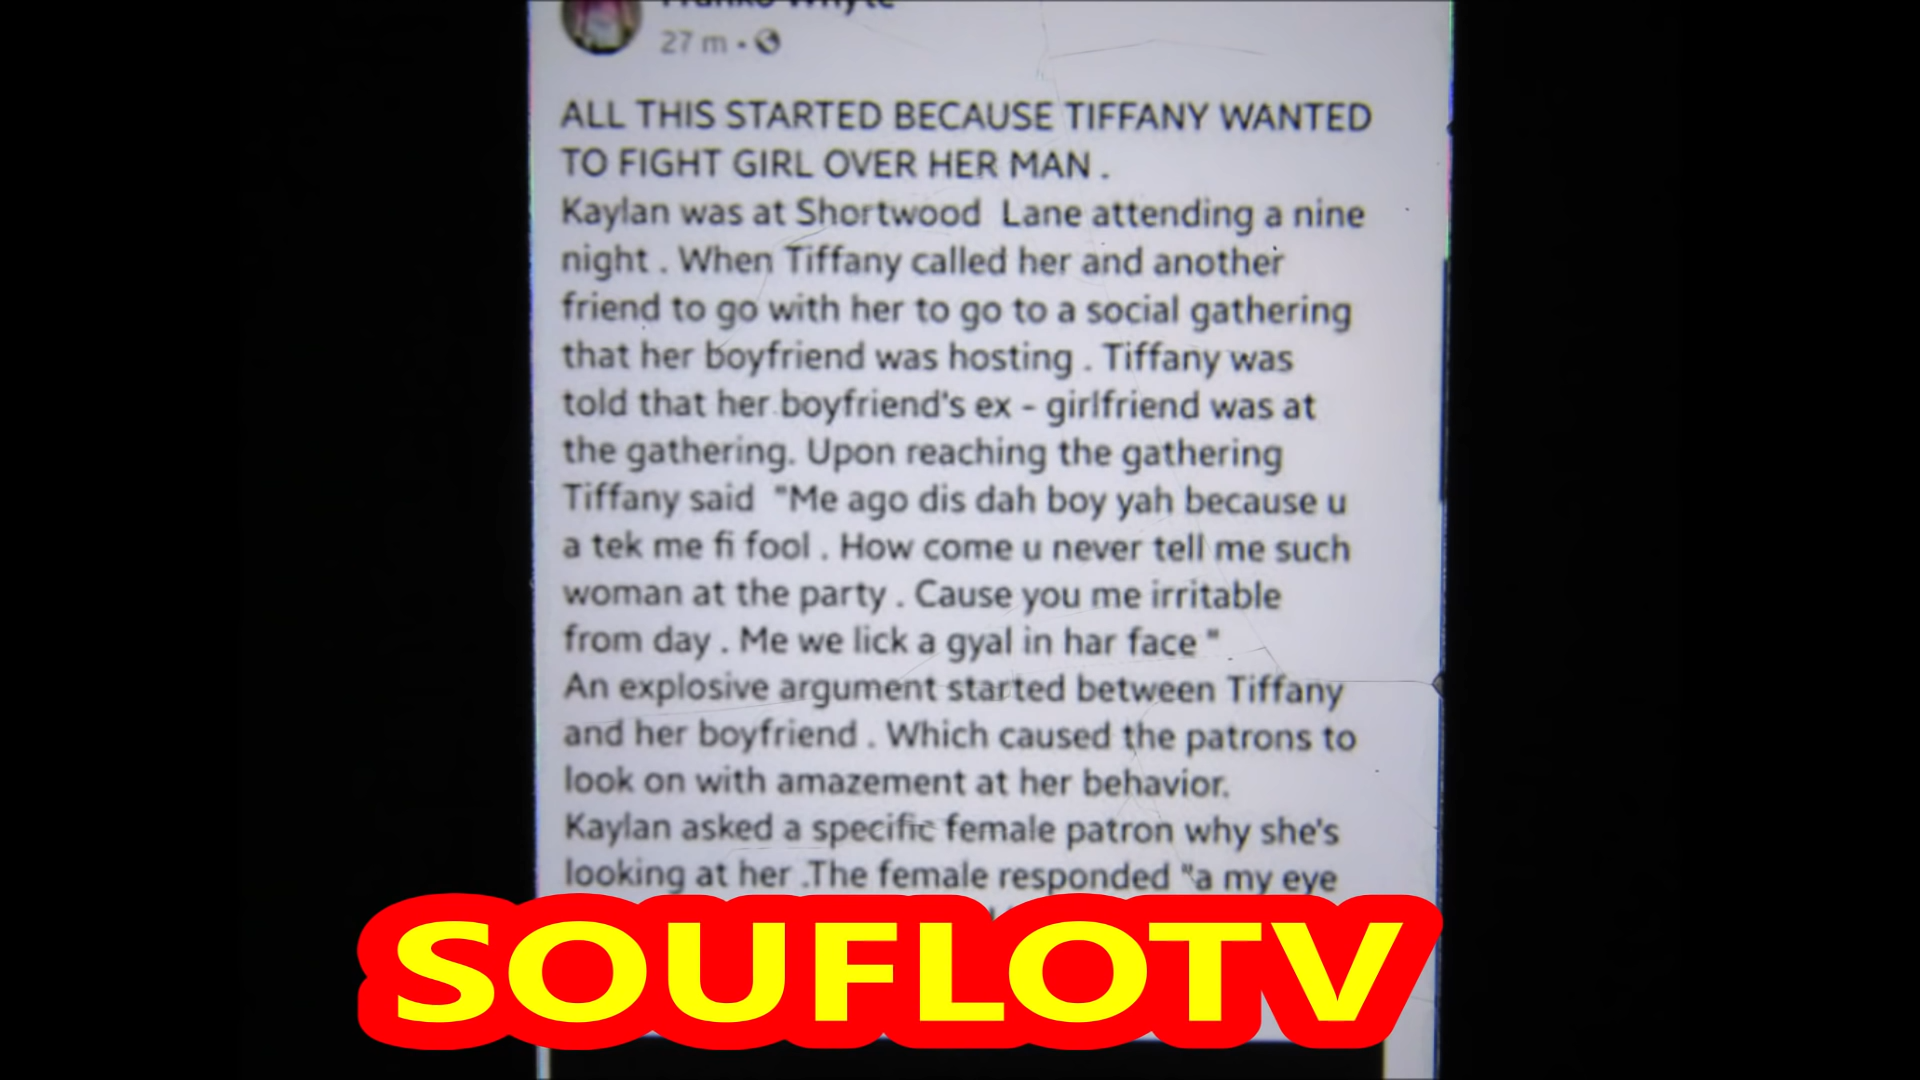 27 m
ALL THIS STARTED BECAUSE TIFFANY WANTED
TO FIGHT GIRL OVER HER MAN .
Kaylan was at Shortwood Lane attending a nine
night . When Tiffany called her and another
friend to go with her to go to a social gathering
that her boyfriend was hosting . Tiffany was
told that her boyfriend's ex - girlfriend was at
the gathering. Upon reaching the gathering
Tiffany said "Me ago dis dah boy yah because u
a tek me fi fool . How come u never tell me such
woman at the party . Cause you me irritable
from day . Me we lick a gyal in har face "
An explosive argument started between Tiffany
and her boyfriend . Which caused the patrons to
look on with amazement at her behavior.
Kaylan asked a specific female patron why she's
looking at her .The female responded "a my eye
SOUFLOTV